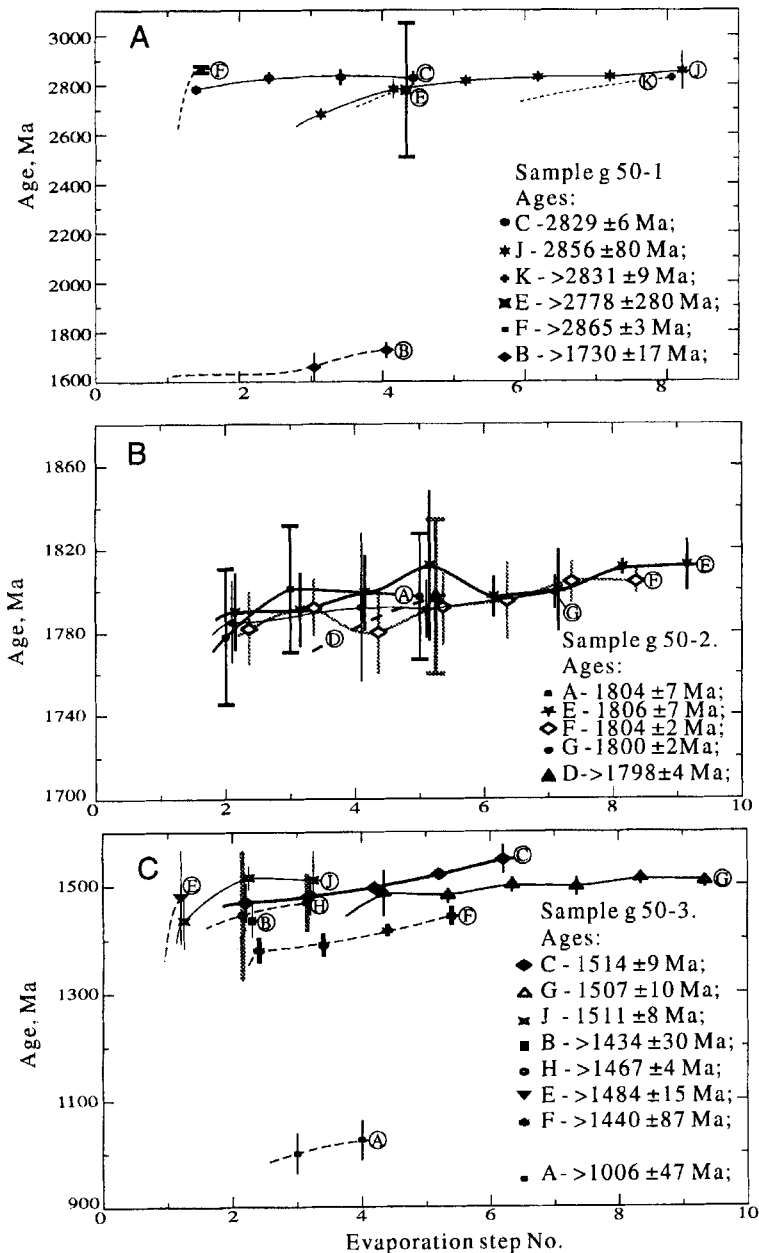 A
3000
2800
2600
2400
2200
2000
1800
1600
Age, Ma
F
C
E
K
J
B
Sample g 50-1
Ages:
C -2829 ±6 Ma;
J - 2856 ±80 Ma;
K - >2831 ±9 Ma;
E - >2778 ±280 Ma;
F - >2865 ±3 Ma;
B - >1730 ±17 Ma;
0 2 4 6 8
B
1860
1820
1780
1740
1700
Age, Ma
A
D
E
F
G
Sample g 50-2.
Ages:
A- 1804 ±7 Ma;
E - 1806 ±7 Ma;
F - 1804 ±2 Ma;
G - 1800 ±2Ma;
D->1798±4 Ma;
0 2 4 6 8 10
C
1500
1300
1100
900
Age, Ma
E
J
H
B
C
F
G
A
Sample g 50-3.
Ages:
C - 1514 ±9 Ma;
G - 1507 ±10 Ma;
J - 1511 ±8 Ma;
B - >1434 ±30 Ma;
H - >1467 ±4 Ma;
E - >1484 ±15 Ma;
F - >1440 ±87 Ma;
A- >1006 ±47 Ma;
0 2 4 6 8 10
Evaporation step No.